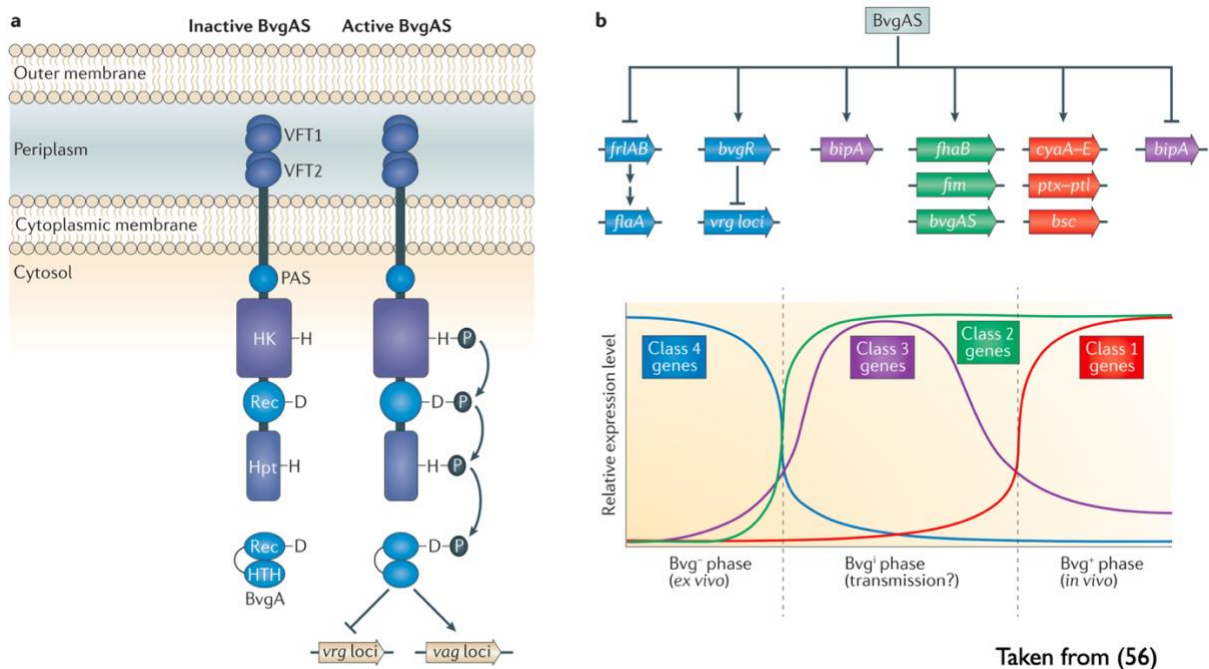 a
Inactive BvgAS
Active BvgAS
Outer membrane
Periplasm
VFT1
VFT2
Cytoplasmic membrane
Cytosol
PAS
HK
H
H
P
Rec
D
D
P
Hpt
H
H
P
Rec
D
D
P
HTH
BvgA
vrg loci
vag loci
b
BvgAS
frlAB
bvgR
bipA
fhaB
cyaA–E
bipA
fim
ptx–ptl
flaA
vrg loci
bvgAS
bsc
Relative expression level
Class 4
genes
Class 3
genes
Class 2
genes
Class 1
genes
Bvg⁻ phase
(ex vivo)
Bvgⁱ phase
(transmission?)
Bvg⁺ phase
(in vivo)
Taken from (56)